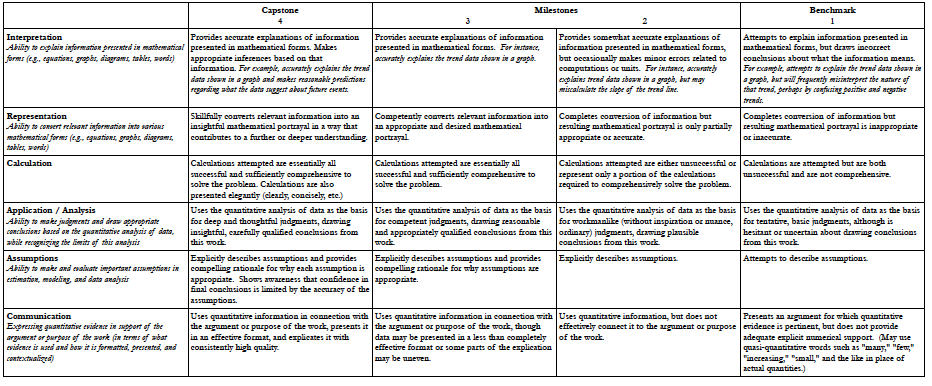 Capstone
4
Milestones
3
2
Benchmark
1
Interpretation
Ability to explain information presented in mathematical
forms (e.g., equations, graphs, diagrams, tables, words)
Provides accurate explanations of information
presented in mathematical forms. Makes
appropriate inferences based on that
information. For example, accurately explains the trend
data shown in a graph and makes reasonable predictions
regarding what the data suggest about future events.
Provides accurate explanations of information
presented in mathematical forms. For instance,
accurately explains the trend data shown in a graph.
Provides somewhat accurate explanations of
information presented in mathematical forms,
but occasionally makes minor errors related to
computations or units. For instance, accurately
explains trend data shown in a graph, but may
miscalculate the slope of the trend line.
Attempts to explain information presented in
mathematical forms, but draws incorrect
conclusions about what the information means.
For example, attempts to explain the trend data shown in
a graph, but will frequently misinterpret the nature of
that trend, perhaps by confusing positive and negative
trends.
Representation
Ability to convert relevant information into various
mathematical forms (e.g., equations, graphs, diagrams,
tables, words)
Skillfully converts relevant information into an
insightful mathematical portrayal in a way that
contributes to a further or deeper understanding.
Competently converts relevant information into
an appropriate and desired mathematical
portrayal.
Completes conversion of information but
resulting mathematical portrayal is only partially
appropriate or accurate.
Completes conversion of information but
resulting mathematical portrayal is inappropriate
or inaccurate.
Calculation
Calculations attempted are essentially all
successful and sufficiently comprehensive to
solve the problem. Calculations are also
presented elegantly (clearly, concisely, etc.)
Calculations attempted are essentially all
successful and sufficiently comprehensive to
solve the problem.
Calculations attempted are either unsuccessful or
represent only a portion of the calculations
required to comprehensively solve the problem.
Calculations are attempted but are both
unsuccessful and are not comprehensive.
Application / Analysis
Ability to make judgments and draw appropriate
conclusions based on the quantitative analysis of data,
while recognizing the limits of this analysis
Uses the quantitative analysis of data as the basis
for deep and thoughtful judgments, drawing
insightful, carefully qualified conclusions from
this work.
Uses the quantitative analysis of data as the basis
for competent judgments, drawing reasonable
and appropriately qualified conclusions from this
work.
Uses the quantitative analysis of data as the basis
for workmanlike (without inspiration or nuance,
ordinary) judgments, drawing plausible
conclusions from this work.
Uses the quantitative analysis of data as the basis
for tentative, basic judgments, although is
hesitant or uncertain about drawing conclusions
from this work.
Assumptions
Ability to make and evaluate important assumptions in
estimation, modeling, and data analysis
Explicitly describes assumptions and provides
compelling rationale for why each assumption is
appropriate. Shows awareness that confidence in
final conclusions is limited by the accuracy of the
assumptions.
Explicitly describes assumptions and provides
compelling rationale for why assumptions are
appropriate.
Explicitly describes assumptions.
Attempts to describe assumptions.
Communication
Expressing quantitative evidence in support of the
argument or purpose of the work (in terms of what
evidence is used and how it is formatted, presented, and
contextualized)
Uses quantitative information in connection with
the argument or purpose of the work, presents it
in an effective format, and explicates it with
consistently high quality.
Uses quantitative information in connection with
the argument or purpose of the work, though
data may be presented in a less than completely
effective format or some parts of the explication
may be uneven.
Uses quantitative information, but does not
effectively connect it to the argument or purpose
of the work.
Presents an argument for which quantitative
evidence is pertinent, but does not provide
adequate explicit numerical support. (May use
quasi-quantitative words such as "many," "few,"
"increasing," "small," and the like in place of
actual quantities.)